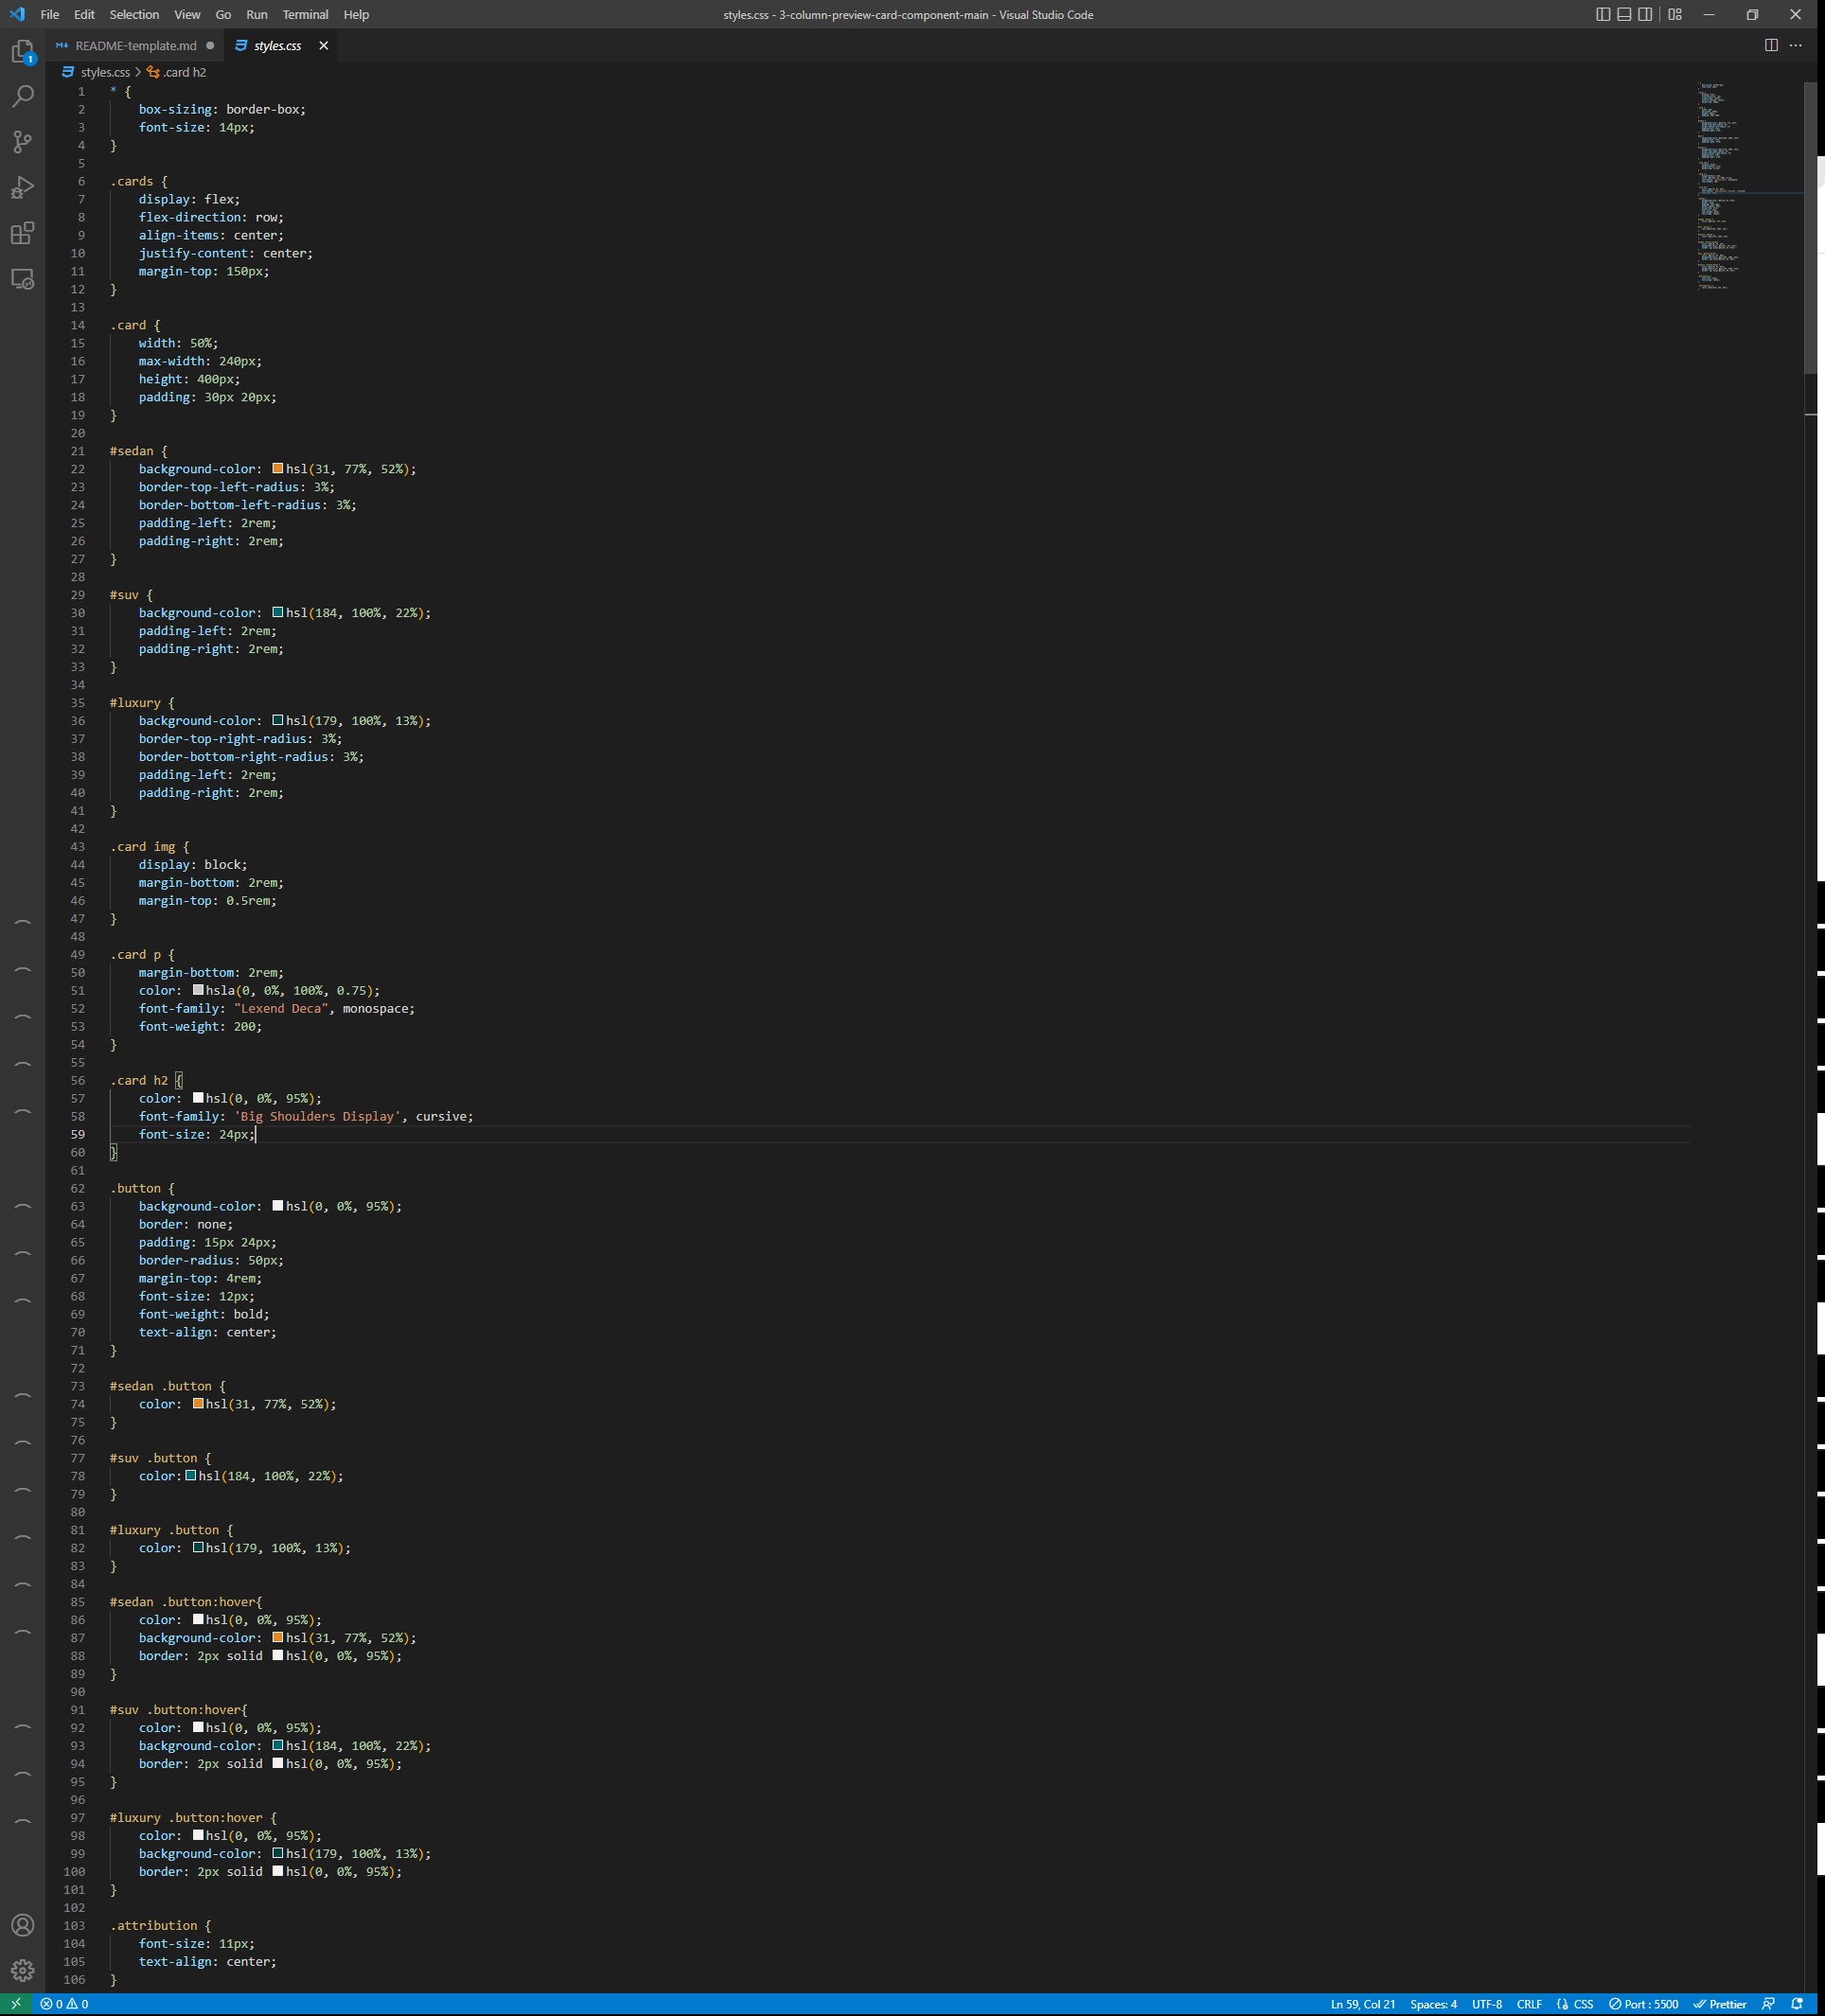 File Edit Selection View Go Run Terminal Help
styles.css - 3-column-preview-card-component-main - Visual Studio Code
1
README-template.md
styles.css
styles.css > .card h2
1 * {
2 box-sizing: border-box;
3 font-size: 14px;
4 }
5
6 .cards {
7 display: flex;
8 flex-direction: row;
9 align-items: center;
10 justify-content: center;
11 margin-top: 150px;
12 }
13
14 .card {
15 width: 50%;
16 max-width: 240px;
17 height: 400px;
18 padding: 30px 20px;
19 }
20
21 #sedan {
22 background-color: hsl(31, 77%, 52%);
23 border-top-left-radius: 3%;
24 border-bottom-left-radius: 3%;
25 padding-left: 2rem;
26 padding-right: 2rem;
27 }
28
29 #suv {
30 background-color: hsl(184, 100%, 22%);
31 padding-left: 2rem;
32 padding-right: 2rem;
33 }
34
35 #luxury {
36 background-color: hsl(179, 100%, 13%);
37 border-top-right-radius: 3%;
38 border-bottom-right-radius: 3%;
39 padding-left: 2rem;
40 padding-right: 2rem;
41 }
42
43 .card img {
44 display: block;
45 margin-bottom: 2rem;
46 margin-top: 0.5rem;
47 }
48
49 .card p {
50 margin-bottom: 2rem;
51 color: hsla(0, 0%, 100%, 0.75);
52 font-family: "Lexend Deca", monospace;
53 font-weight: 200;
54 }
55
56 .card h2 {
57 color: hsl(0, 0%, 95%);
58 font-family: 'Big Shoulders Display', cursive;
59 font-size: 24px;
60 }
61
62 .button {
63 background-color: hsl(0, 0%, 95%);
64 border: none;
65 padding: 15px 24px;
66 border-radius: 50px;
67 margin-top: 4rem;
68 font-size: 12px;
69 font-weight: bold;
70 text-align: center;
71 }
72
73 #sedan .button {
74 color: hsl(31, 77%, 52%);
75 }
76
77 #suv .button {
78 color: hsl(184, 100%, 22%);
79 }
80
81 #luxury .button {
82 color: hsl(179, 100%, 13%);
83 }
84
85 #sedan .button:hover{
86 color: hsl(0, 0%, 95%);
87 background-color: hsl(31, 77%, 52%);
88 border: 2px solid hsl(0, 0%, 95%);
89 }
90
91 #suv .button:hover{
92 color: hsl(0, 0%, 95%);
93 background-color: hsl(184, 100%, 22%);
94 border: 2px solid hsl(0, 0%, 95%);
95 }
96
97 #luxury .button:hover {
98 color: hsl(0, 0%, 95%);
99 background-color: hsl(179, 100%, 13%);
100 border: 2px solid hsl(0, 0%, 95%);
101 }
102
103 .attribution {
104 font-size: 11px;
105 text-align: center;
106 }
0 0 Ln 59, Col 21 Spaces: 4 UTF-8 CRLF {} CSS Port : 5500 Prettier